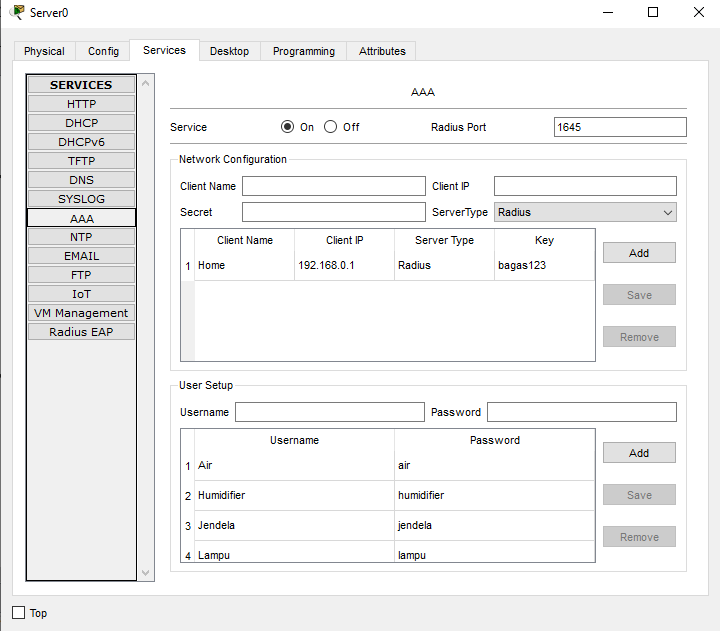 Server0
Physical Config Services Desktop Programming Attributes
SERVICES
HTTP
DHCP
DHCPv6
TFTP
DNS
SYSLOG
AAA
NTP
EMAIL
FTP
IoT
VM Management
Radius EAP
AAA
Service On Off Radius Port 1645
Network Configuration
Client Name Client IP
Secret ServerType Radius
Client Name Client IP Server Type Key
1 Home 192.168.0.1 Radius bagas123
Add
Save
Remove
User Setup
Username Password
Username Password
1 Air air
2 Humidifier humidifier
3 Jendela jendela
4 Lampu lampu
Add
Save
Remove
Top